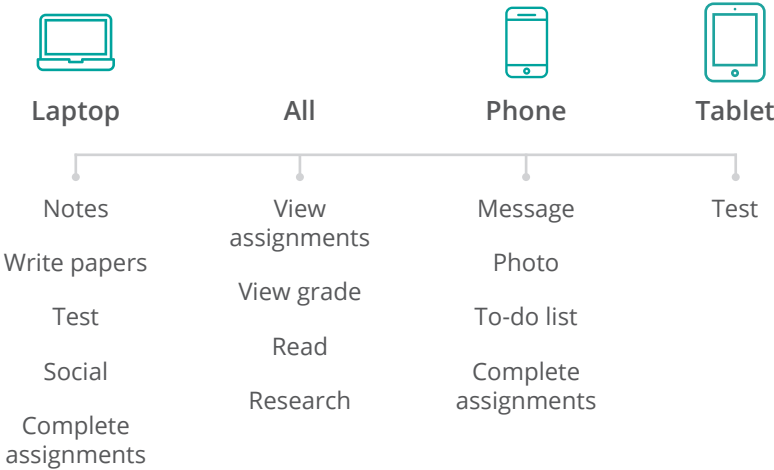 Laptop
All
Phone
Tablet
Notes
Write papers
Test
Social
Complete
assignments
View
assignments
View grade
Read
Research
Message
Photo
To-do list
Complete
assignments
Test